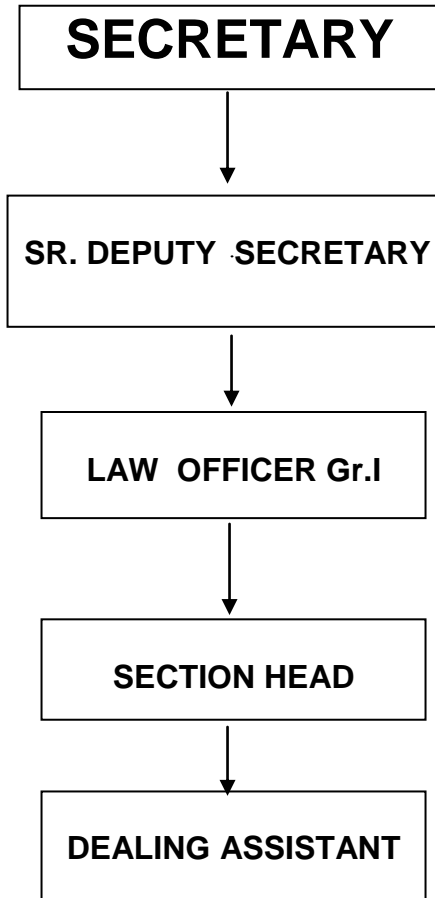 SECRETARY
SR. DEPUTY SECRETARY
LAW OFFICER Gr.I
SECTION HEAD
DEALING ASSISTANT